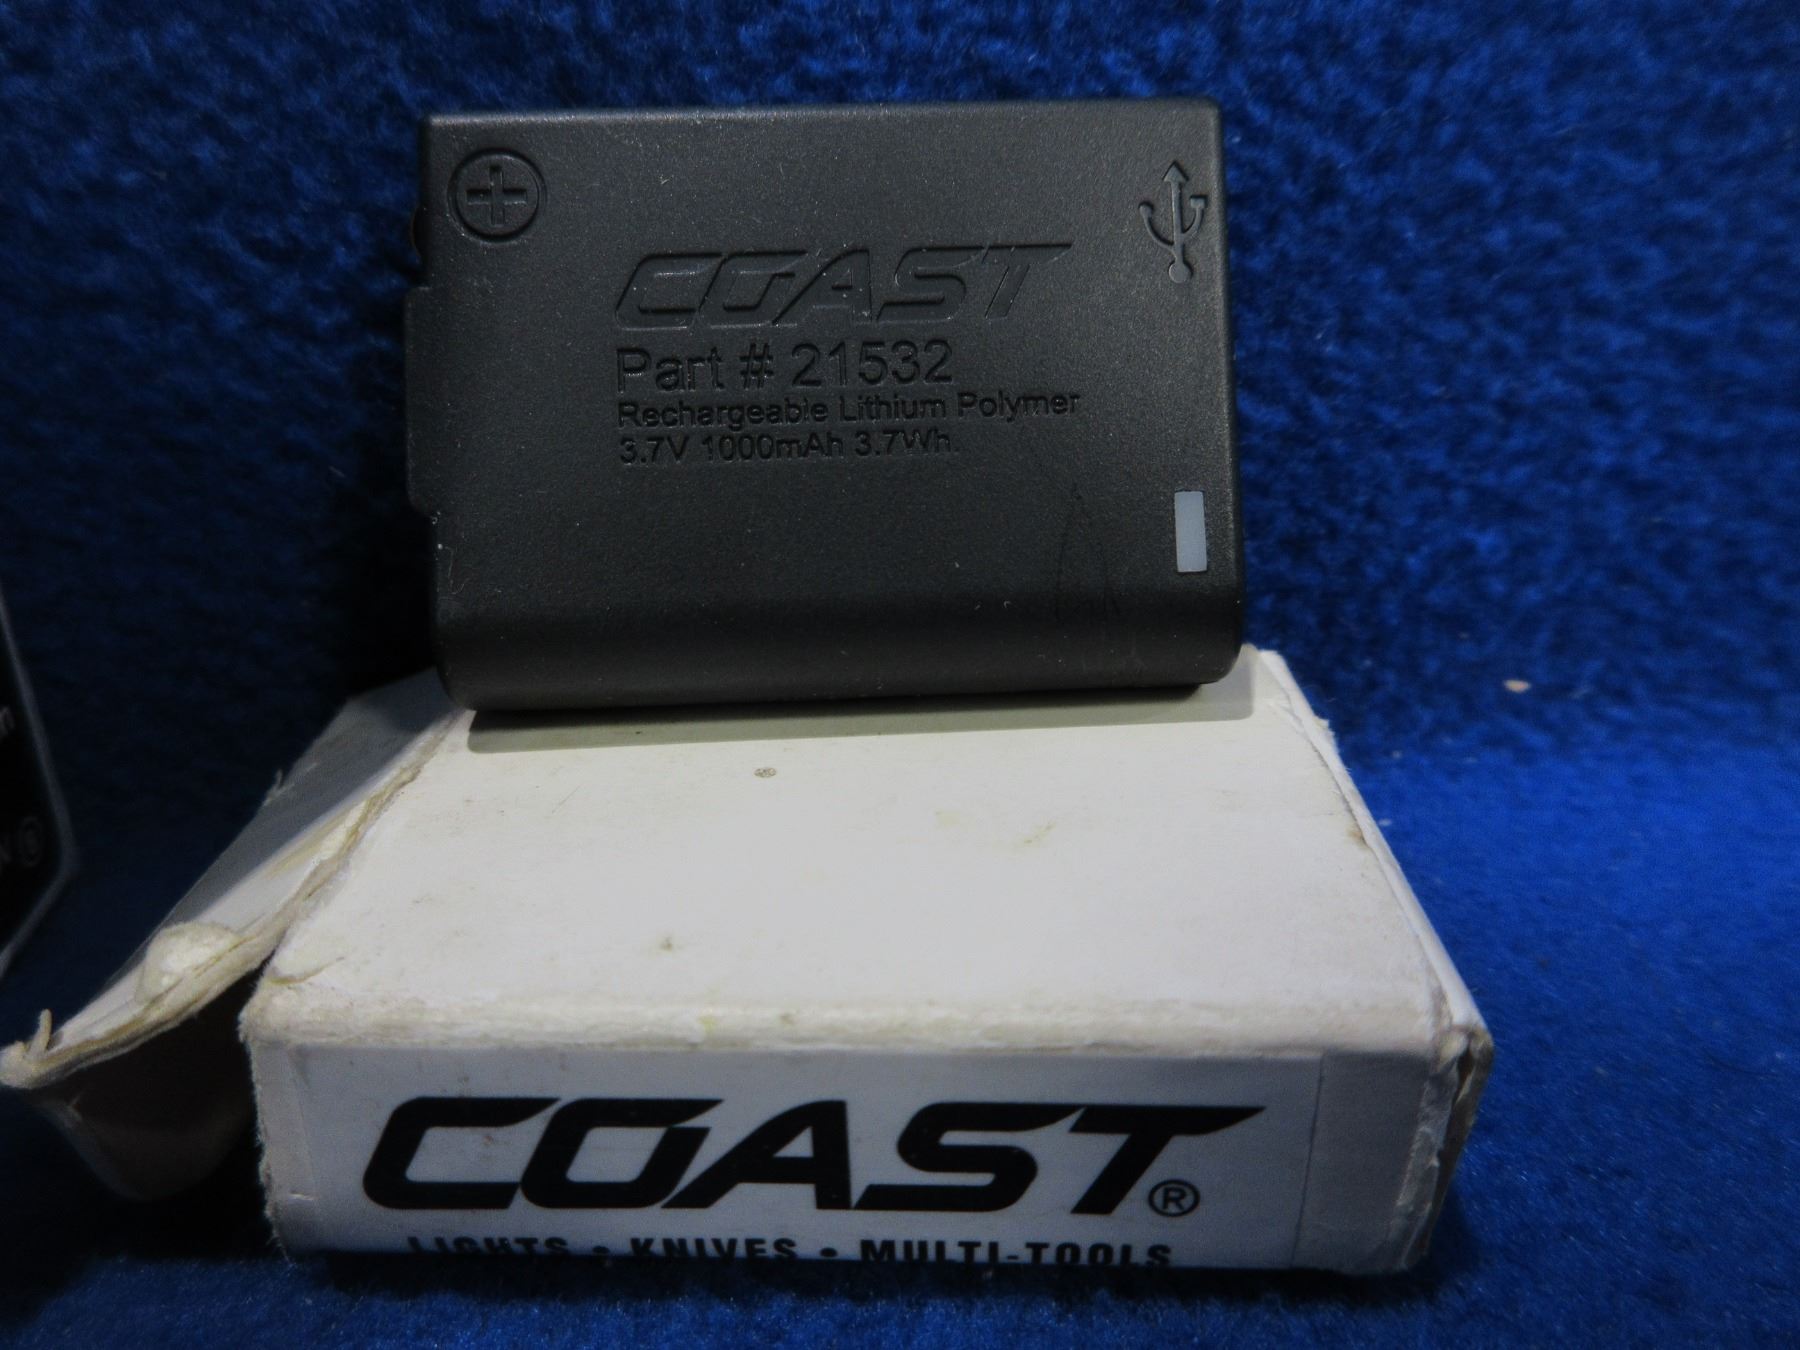 COAST
Part # 21532
Rechargeable Lithium Polymer
3.7V 1000mAh 3.7Wh.
COAST®
LIGHTS • KNIVES • MULTI-TOOLS